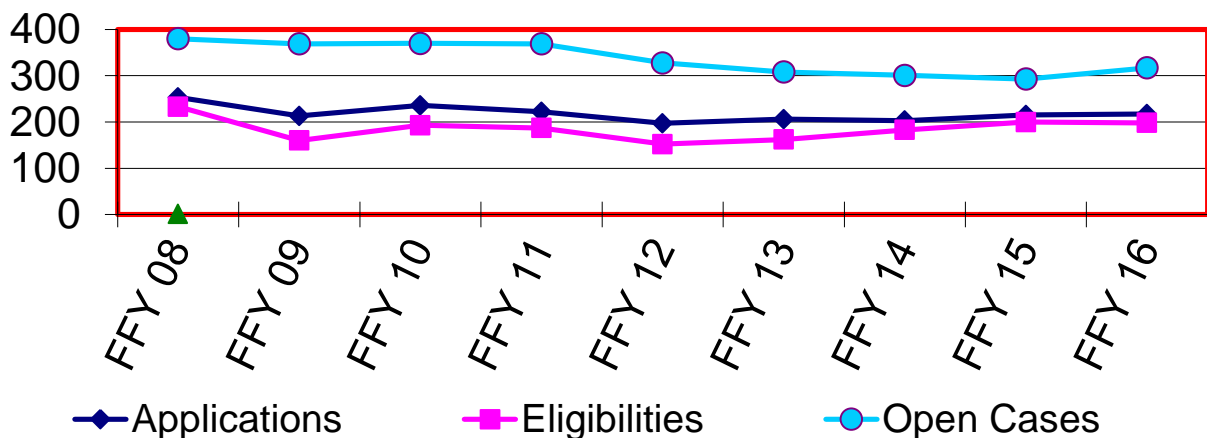 400
300
200
100
0
FFY 08
FFY 09
FFY 10
FFY 11
FFY 12
FFY 13
FFY 14
FFY 15
FFY 16
Applications Eligibilities Open Cases